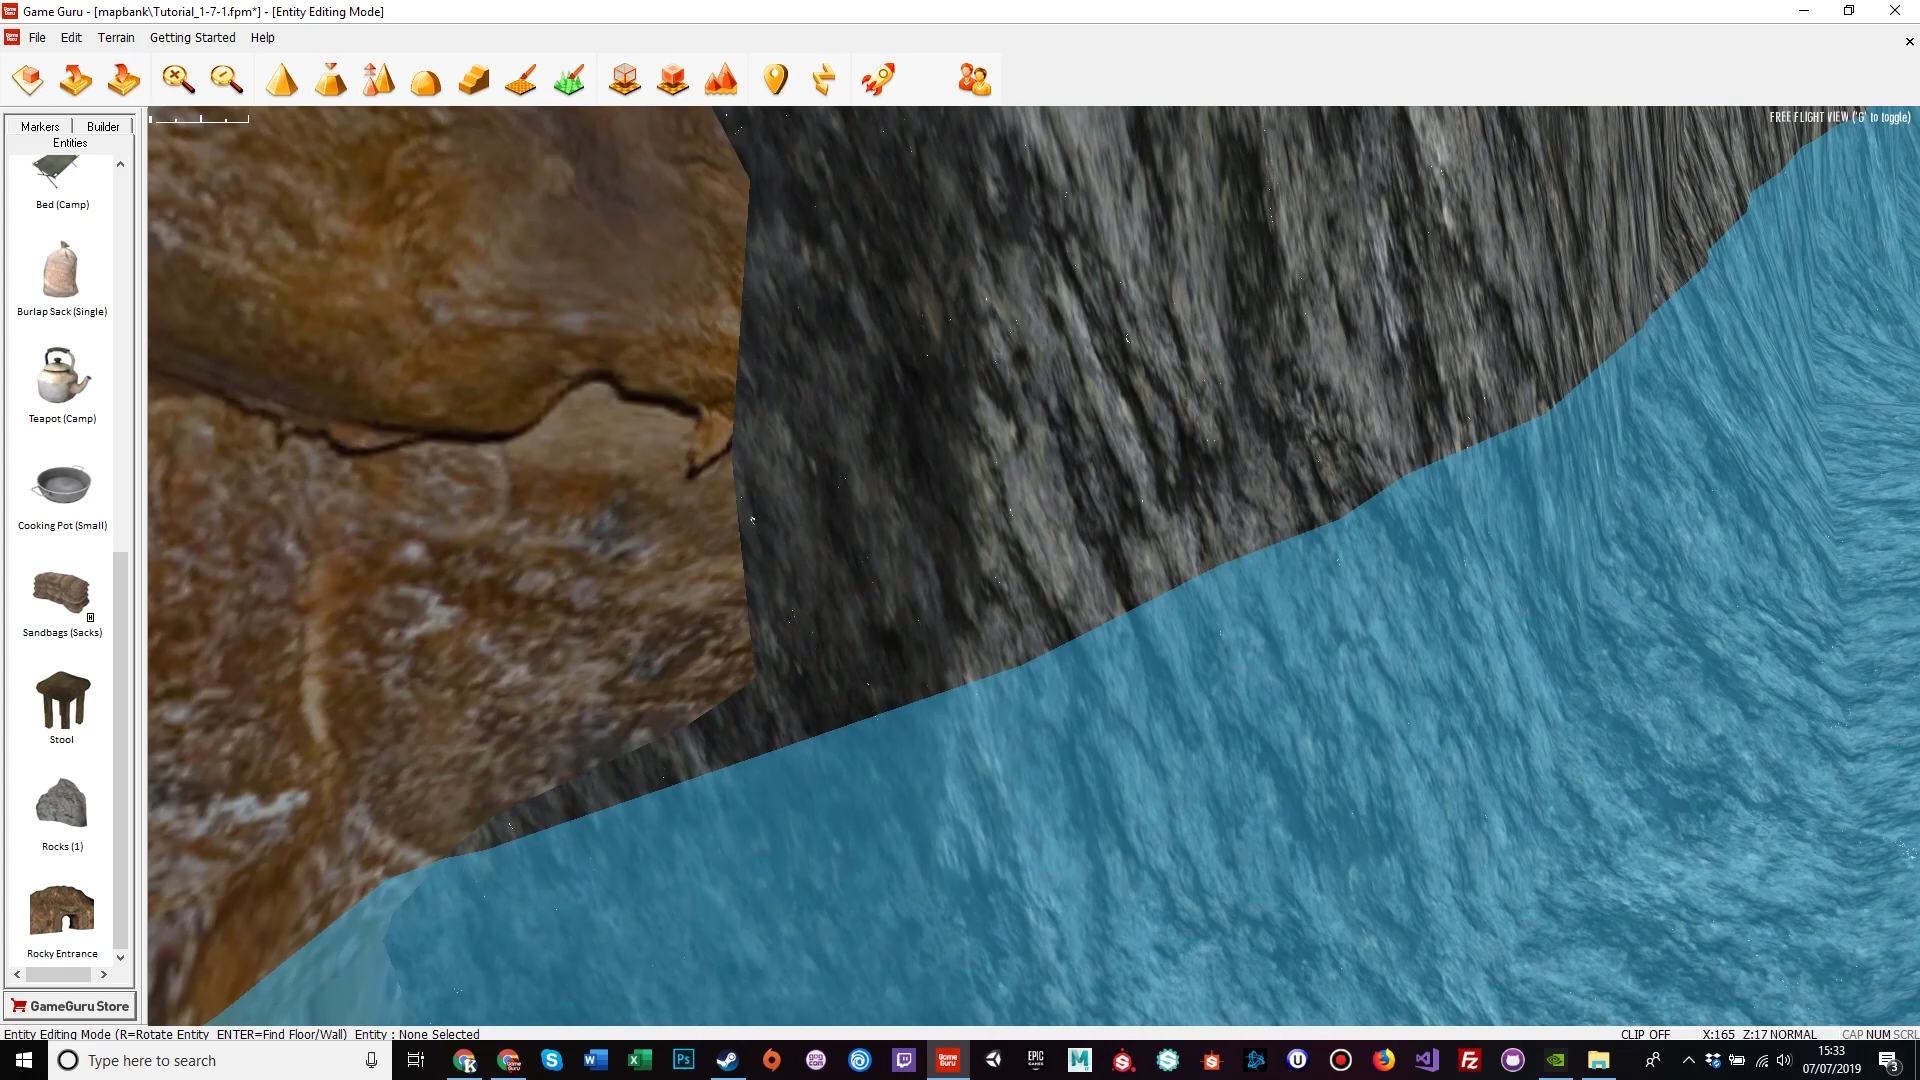 Game Guru - [mapbank\Tutorial_1-7-1.fpm*] - [Entity Editing Mode]
File Edit Terrain Getting Started Help
FREE FLIGHT VIEW ('G' to toggle)
Markers Builder
Entities
Bed (Camp)
Burlap Sack (Single)
Teapot (Camp)
Cooking Pot (Small)
Sandbags (Sacks)
Stool
Rocks (1)
Rocky Entrance
GameGuru Store
Entity Editing Mode (R=Rotate Entity ENTER=Find Floor/Wall) Entity : None Selected
CLIP OFF X:165 Z:17 NORMAL CAP NUM SCRL
Type here to search
15:33
07/07/2019
3